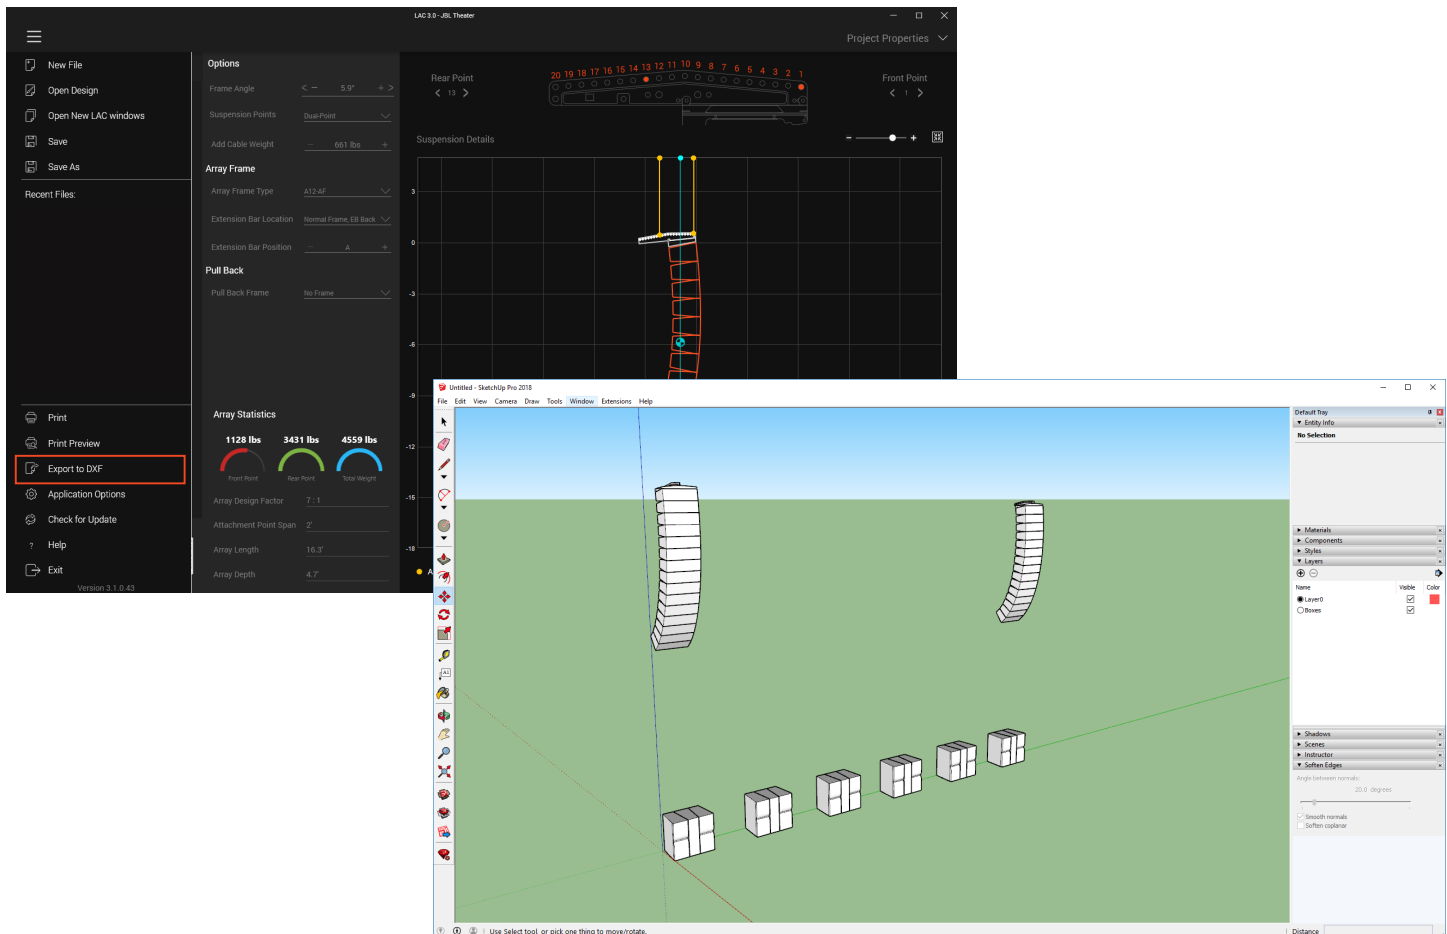 LAC 3.0 - JBL Theater
Project Properties
New File
Open Design
Open New LAC windows
Save
Save As
Recent Files:
Print
Print Preview
Export to DXF
Application Options
Check for Update
? Help
Exit
Version 3.1.0.43
Options
Frame Angle < − 5.9° + >
Suspension Points Dual-Point
Add Cable Weight − 661 lbs +
Array Frame
Array Frame Type A12-AF
Extension Bar Location Normal Frame, EB Back
Extension Bar Position − A +
Pull Back
Pull Back Frame No Frame
Array Statistics
1128 lbs 3431 lbs 4559 lbs
Front Point Rear Point Total Weight
Array Design Factor 7 : 1
Attachment Point Span 2'
Array Length 16.3'
Array Depth 4.7'
Rear Point
< 13 >
20 19 18 17 16 15 14 13 12 11 10 9 8 7 6 5 4 3 2 1
Front Point
< 1 >
Suspension Details
- +
3
0
-3
-6
-9
-12
-15
-18
A
Untitled - SketchUp Pro 2018
File Edit View Camera Draw Tools Window Extensions Help
Default Tray
Entity Info
No Selection
Materials
Components
Styles
Layers
Name Visible Color
Layer0
Boxes
Shadows
Scenes
Instructor
Soften Edges
Angle between normals:
20.0 degrees
Smooth normals
Soften coplanar
Use Select tool, or pick one thing to move/rotate.
Distance